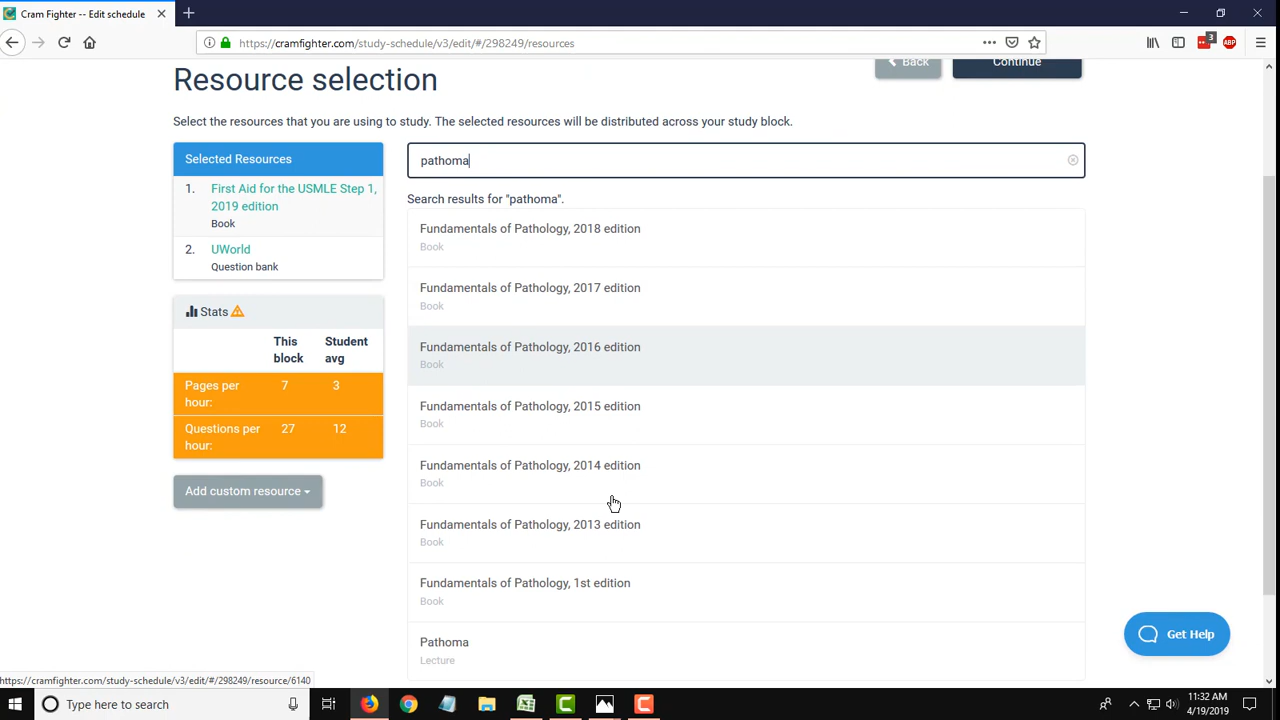 Cram Fighter -- Edit schedule
https://cramfighter.com/study-schedule/v3/edit/#/298249/resources
3
ABP
Resource selection
Back
Continue
Select the resources that you are using to study. The selected resources will be distributed across your study block.
Selected Resources
1. First Aid for the USMLE Step 1,
2019 edition
Book
2. UWorld
Question bank
Stats
This
block
Student
avg
Pages per
hour:
7
3
Questions per
hour:
27
12
Add custom resource
pathoma
Search results for "pathoma".
Fundamentals of Pathology, 2018 edition
Book
Fundamentals of Pathology, 2017 edition
Book
Fundamentals of Pathology, 2016 edition
Book
Fundamentals of Pathology, 2015 edition
Book
Fundamentals of Pathology, 2014 edition
Book
Fundamentals of Pathology, 2013 edition
Book
Fundamentals of Pathology, 1st edition
Book
Pathoma
Lecture
Get Help
https://cramfighter.com/study-schedule/v3/edit/#/298249/resource/6140
Type here to search
11:32 AM
4/19/2019